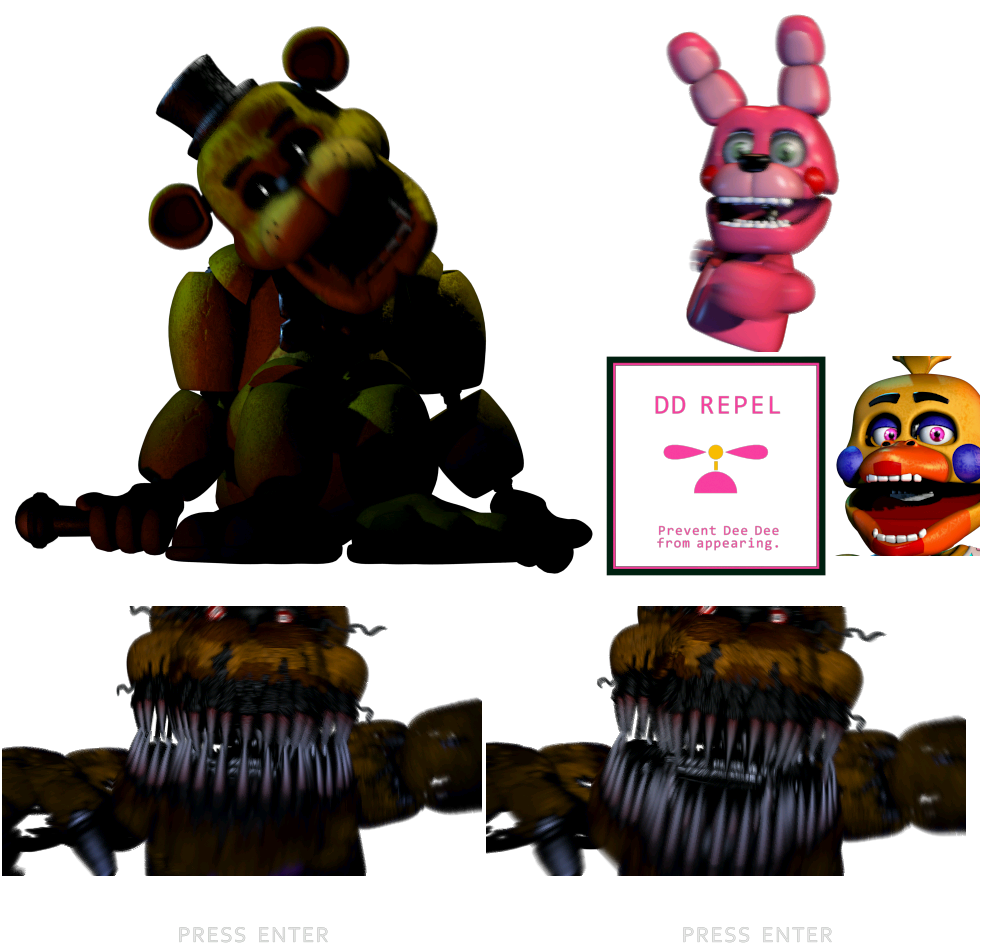 DD REPEL
Prevent Dee Dee
from appearing.
PRESS ENTER
PRESS ENTER